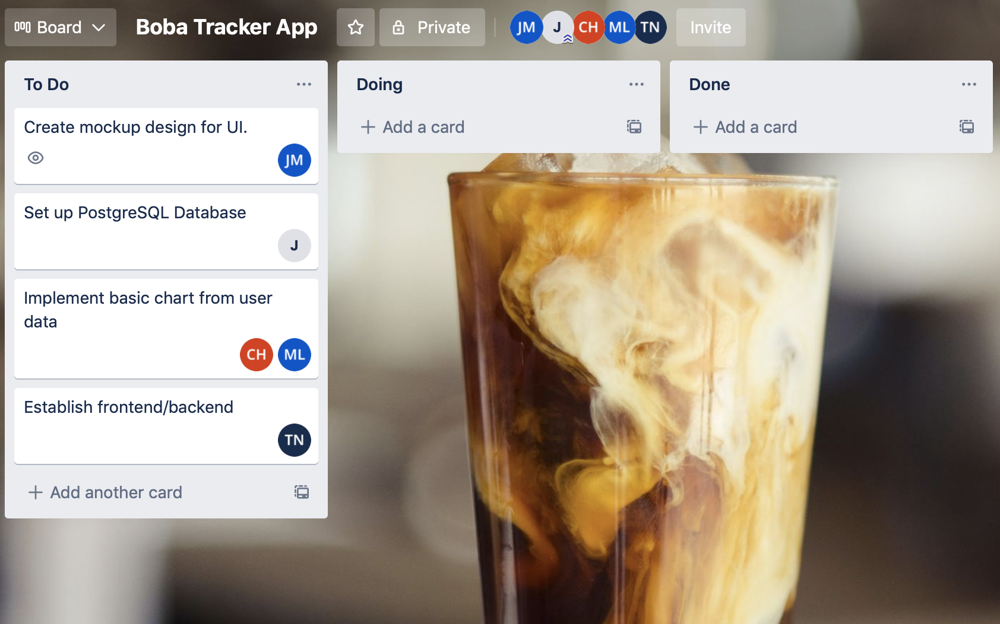 Board
Boba Tracker App
Private
JM
J
CH
ML
TN
Invite
To Do
Create mockup design for UI.
JM
Set up PostgreSQL Database
J
Implement basic chart from user
data
CH
ML
Establish frontend/backend
TN
Add another card
Doing
Add a card
Done
Add a card